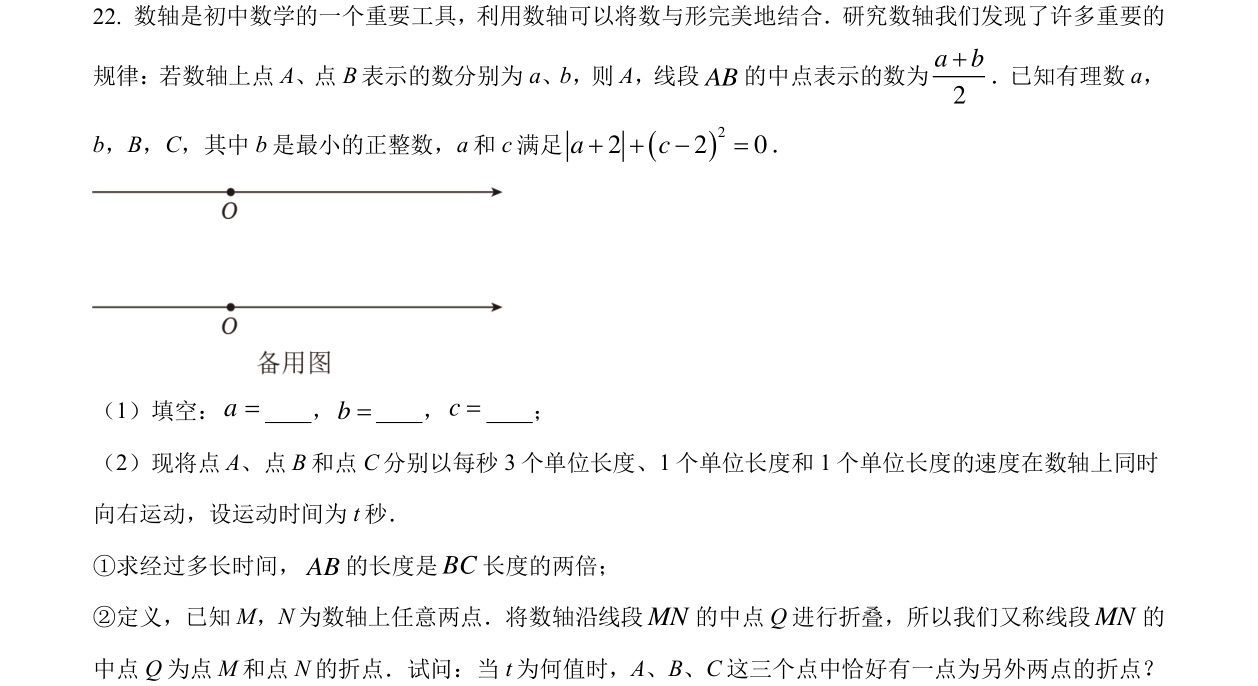 22. 数轴是初中数学的一个重要工具，利用数轴可以将数与形完美地结合．研究数轴我们发现了许多重要的
规律：若数轴上点 A、点 B 表示的数分别为 a、b，则 A，线段 AB 的中点表示的数为 \frac{a+b}{2}．已知有理数 a，
b，B，C，其中 b 是最小的正整数，a 和 c 满足|a+2|+(c−2)²=0．
O
O
备用图
（1）填空：a＝____，b＝____，c＝____；
（2）现将点 A、点 B 和点 C 分别以每秒 3 个单位长度、1 个单位长度和 1 个单位长度的速度在数轴上同时
向右运动，设运动时间为 t 秒．
①求经过多长时间，AB 的长度是 BC 长度的两倍；
②定义，已知 M，N 为数轴上任意两点．将数轴沿线段 MN 的中点 Q 进行折叠，所以我们又称线段 MN 的
中点 Q 为点 M 和点 N 的折点．试问：当 t 为何值时，A、B、C 这三个点中恰好有一点为另外两点的折点？